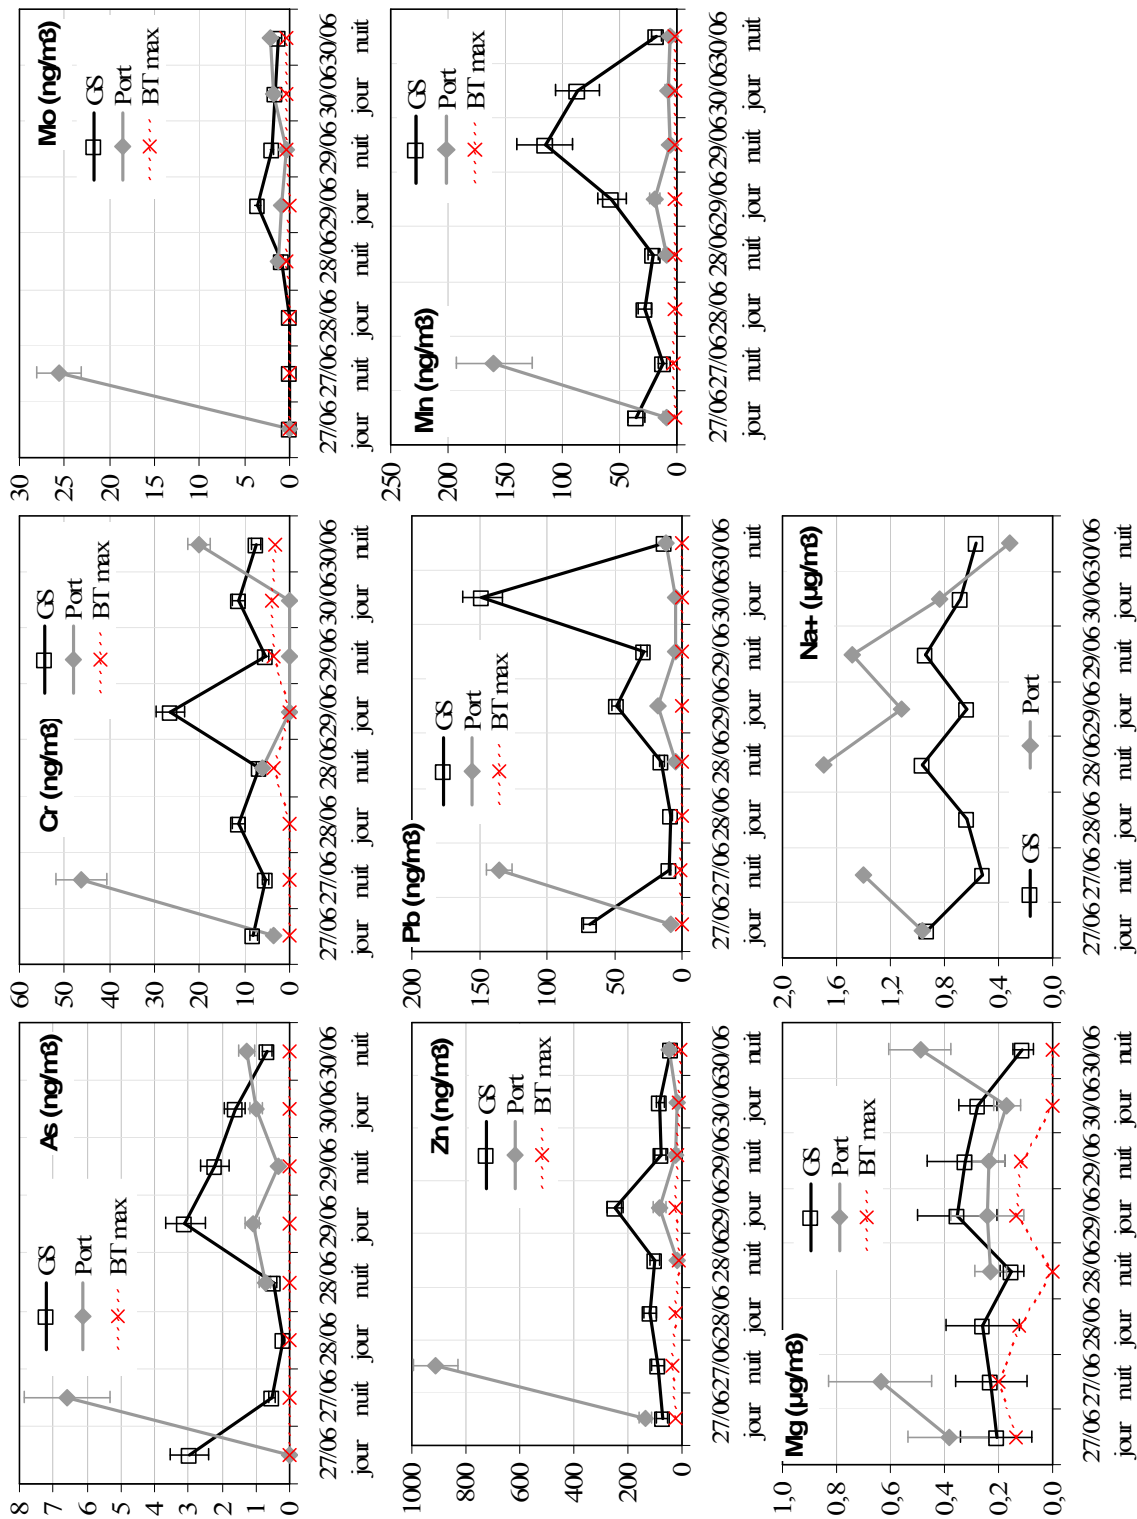 As (ng/m3)
GS
Port
BT max
8
7
6
5
4
3
2
1
0
27/06 27/06 28/06 28/06 29/06 29/06 30/06 30/06
jour nuit jour nuit jour nuit jour nuit
Cr (ng/m3)
GS
Port
BT max
60
50
40
30
20
10
0
27/06 27/06 28/06 28/06 29/06 29/06 30/06 30/06
jour nuit jour nuit jour nuit jour nuit
Mo (ng/m3)
GS
Port
BT max
30
25
20
15
10
5
0
27/06 27/06 28/06 28/06 29/06 29/06 30/06 30/06
jour nuit jour nuit jour nuit jour nuit
Zn (ng/m3)
GS
Port
BT max
1000
800
600
400
200
0
27/06 27/06 28/06 28/06 29/06 29/06 30/06 30/06
jour nuit jour nuit jour nuit jour nuit
Pb (ng/m3)
GS
Port
BT max
200
150
100
50
0
27/06 27/06 28/06 28/06 29/06 29/06 30/06 30/06
jour nuit jour nuit jour nuit jour nuit
Mn (ng/m3)
GS
Port
BT max
250
200
150
100
50
0
27/06 27/06 28/06 28/06 29/06 29/06 30/06 30/06
jour nuit jour nuit jour nuit jour nuit
Mg (µg/m3)
GS
Port
BT max
1,0
0,8
0,6
0,4
0,2
0,0
27/06 27/06 28/06 28/06 29/06 29/06 30/06 30/06
jour nuit jour nuit jour nuit jour nuit
Na+ (µg/m3)
2,0
1,6
1,2
0,8
0,4
0,0
GS Port
27/06 27/06 28/06 28/06 29/06 29/06 30/06 30/06
jour nuit jour nuit jour nuit jour nuit